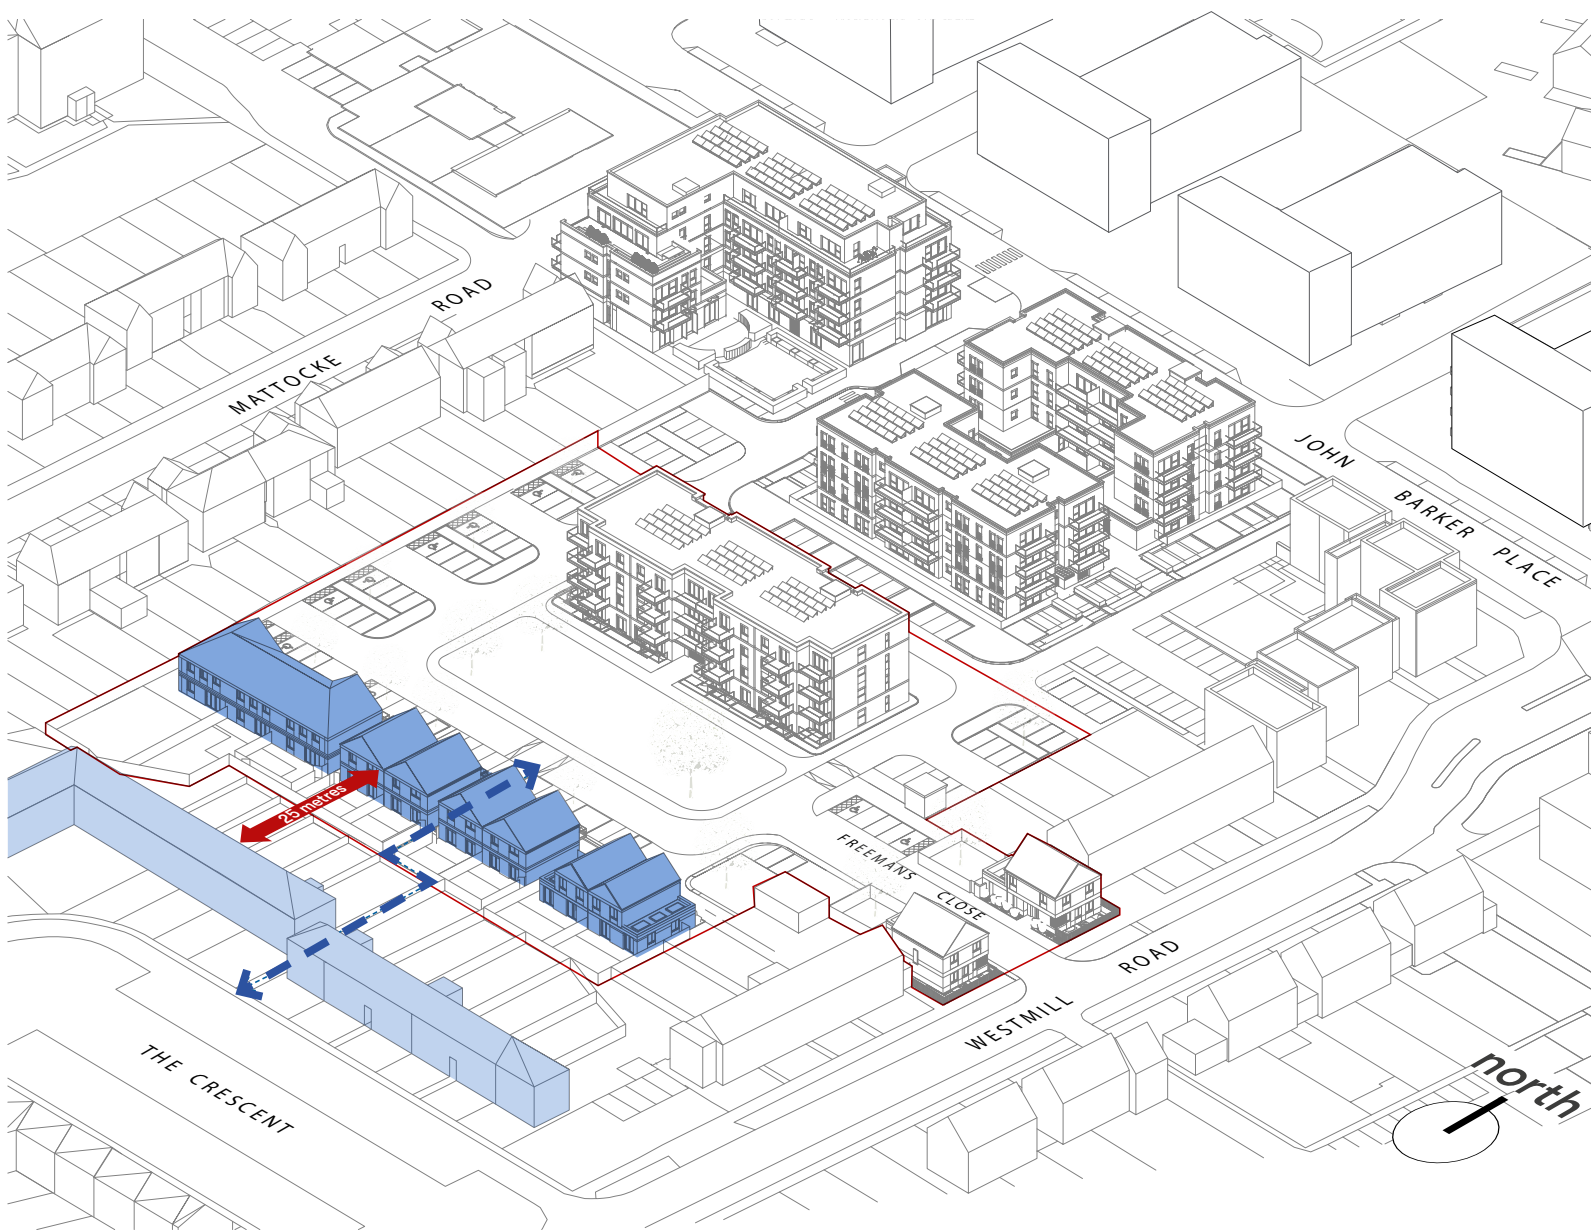 MATTOCKE ROAD
JOHN BARKER PLACE
25 metres
FREEMANS CLOSE
WESTMILL ROAD
THE CRESCENT
north